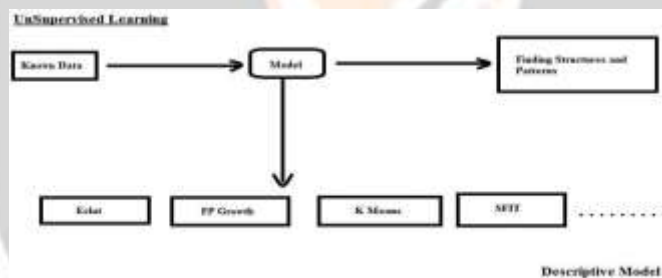 UnSupervised Learning
Known Data
Model
Finding Structures and
Patterns
Eclat
FP Growth
K Means
SFIT
. . . . . . . .
Descriptive Model